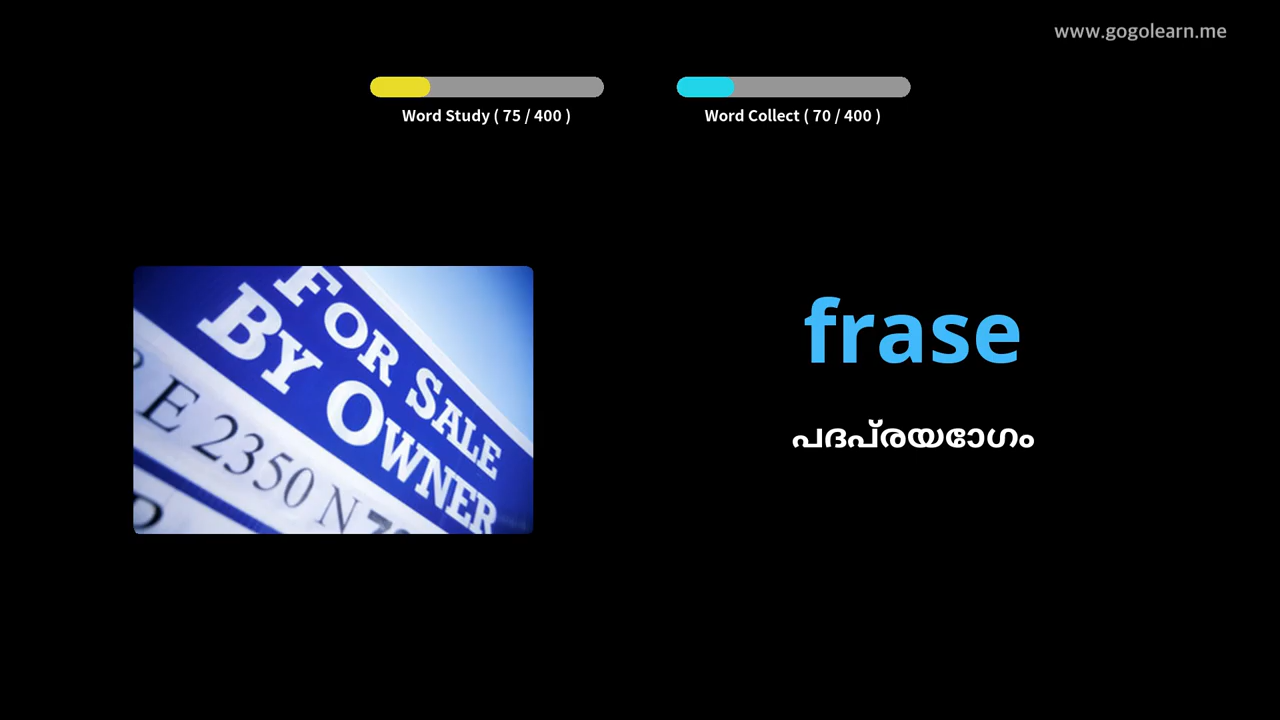 www.gogolearn.me
Word Study ( 75 / 400 )
Word Collect ( 70 / 400 )
FOR SALE
BY OWNER
E 2350 N
frase
പദപ്രയോഗം